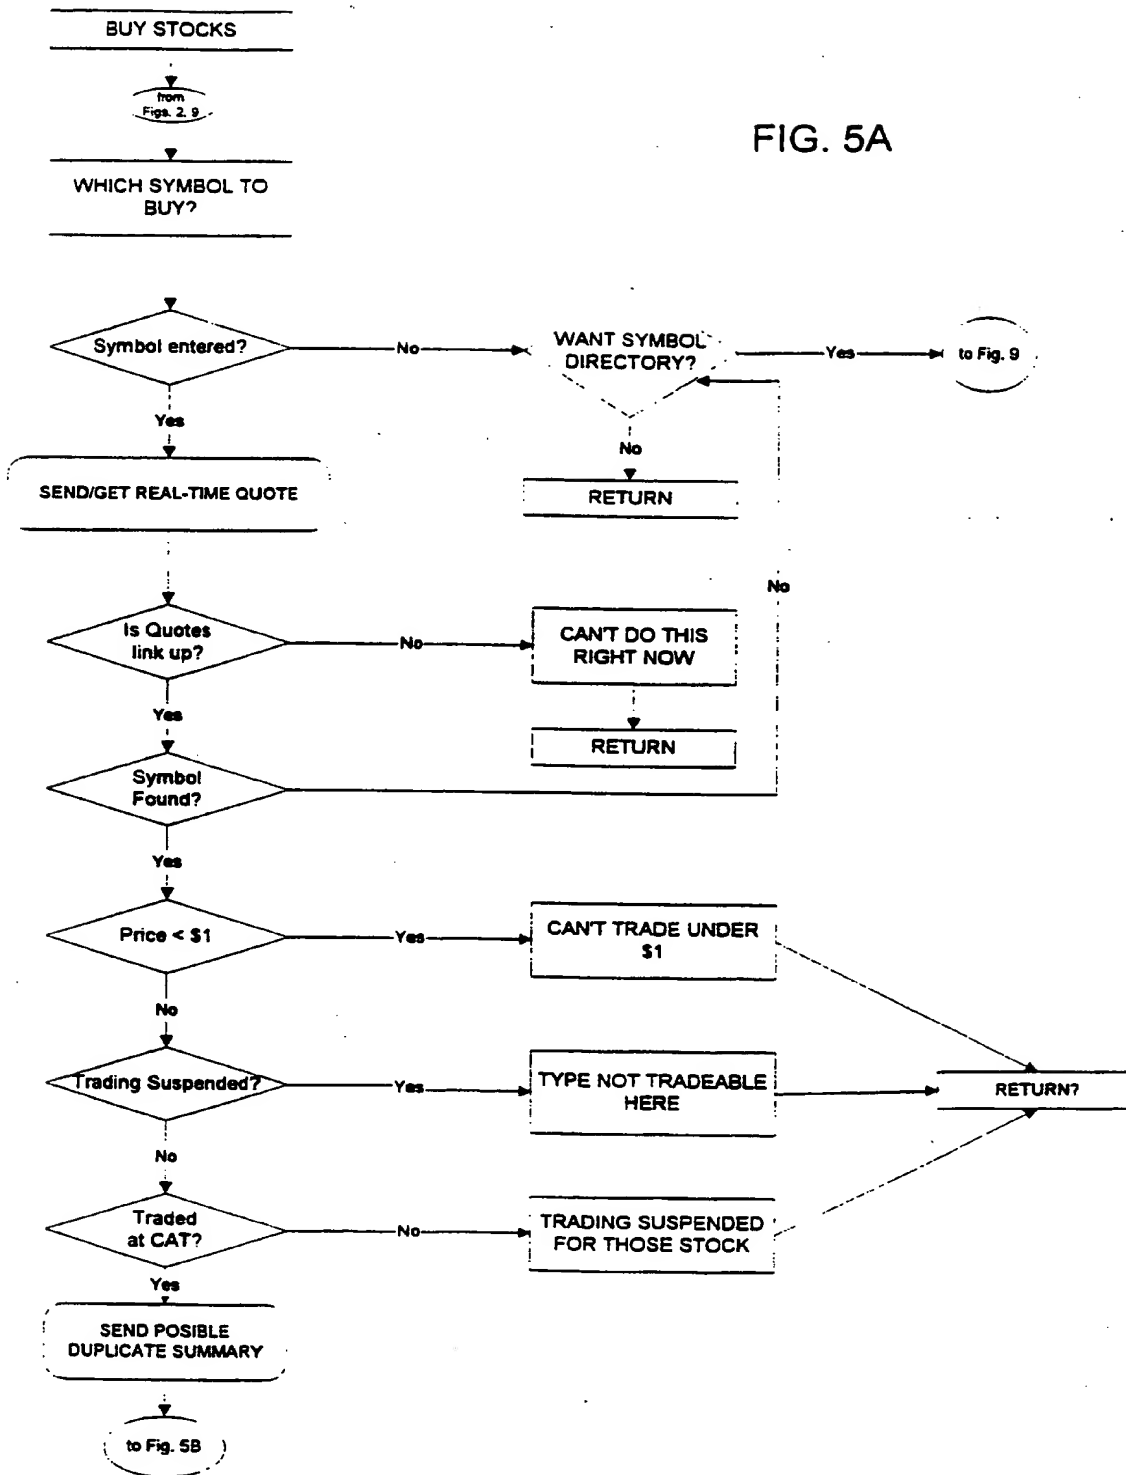 BUY STOCKS
from
Figs. 2, 9
FIG. 5A
WHICH SYMBOL TO
BUY?
Symbol entered?
No
WANT SYMBOL
DIRECTORY?
Yes
to Fig. 9
Yes
No
SEND/GET REAL-TIME QUOTE
RETURN
No
Is Quotes
link up?
No
CAN'T DO THIS
RIGHT NOW
Yes
RETURN
Symbol
Found?
Yes
Price < $1
Yes
CAN'T TRADE UNDER
$1
No
Trading Suspended?
Yes
TYPE NOT TRADEABLE
HERE
RETURN?
No
Traded
at CAT?
No
TRADING SUSPENDED
FOR THOSE STOCK
Yes
SEND POSIBLE
DUPLICATE SUMMARY
to Fig. 5B